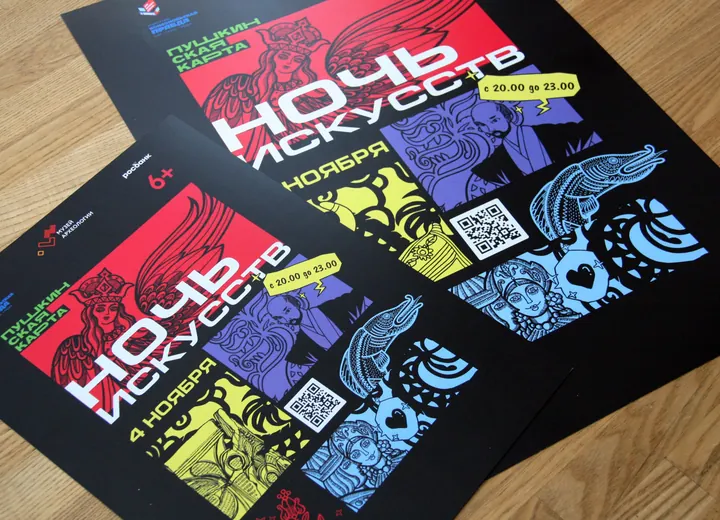 ПРАВДА
ПУШКИН
СКАЯ
КАРТА
НОЧЬ
ИСКУССТВ
с 20.00 до 23.00
НОЯБРЯ
МУЗЕЙ
АРХЕОЛОГИИ
росбанк
6+
ПУШКИН
СКАЯ
КАРТА
НОЧЬ
ИСКУССТВ
с 20.00 до 23.00
4 НОЯБРЯ